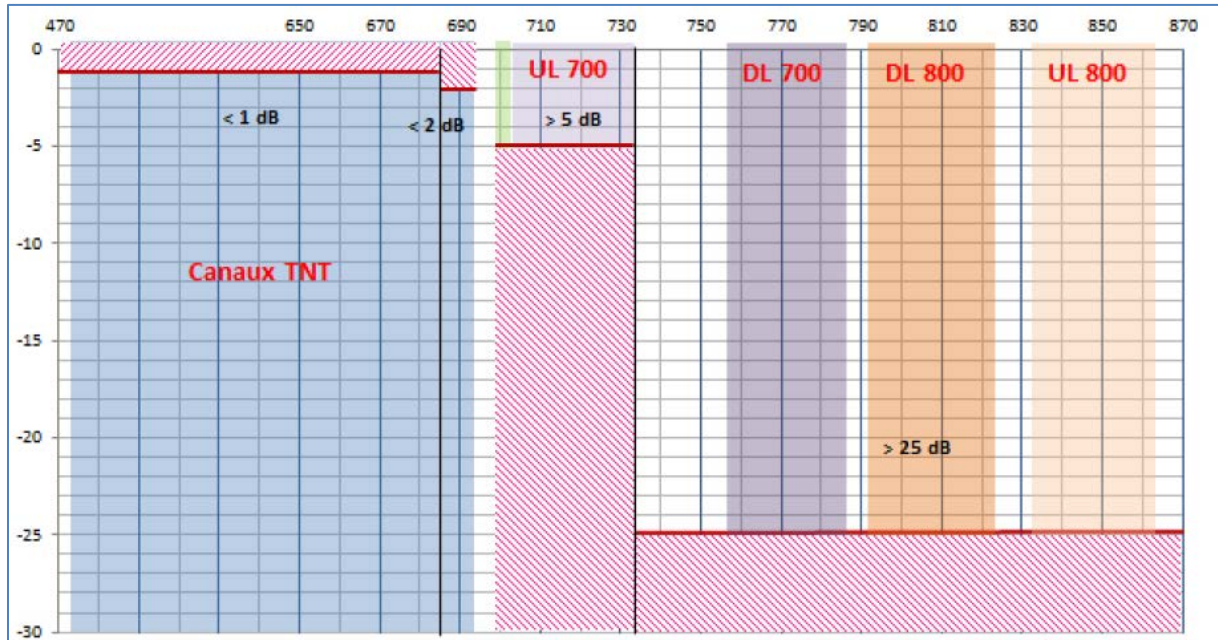 470 650 670 690 710 730 750 770 790 810 830 850 870
0
UL 700 DL 700 DL 800 UL 800
< 1 dB < 2 dB > 5 dB
-5
-10
Canaux TNT
-15
-20
> 25 dB
-25
-30